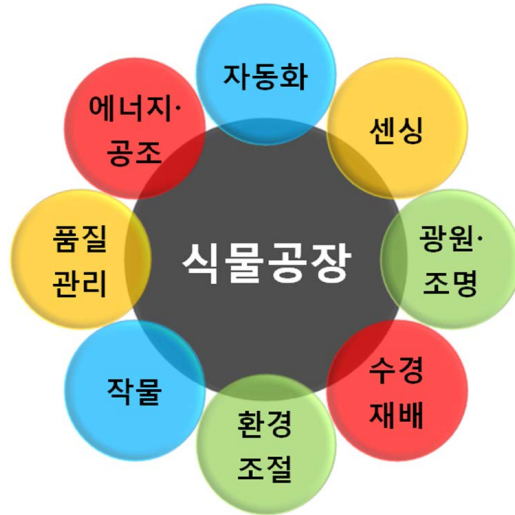 자동화
센싱
광원·
조명
수경
재배
환경
조절
작물
품질
관리
에너지·
공조
식물공장